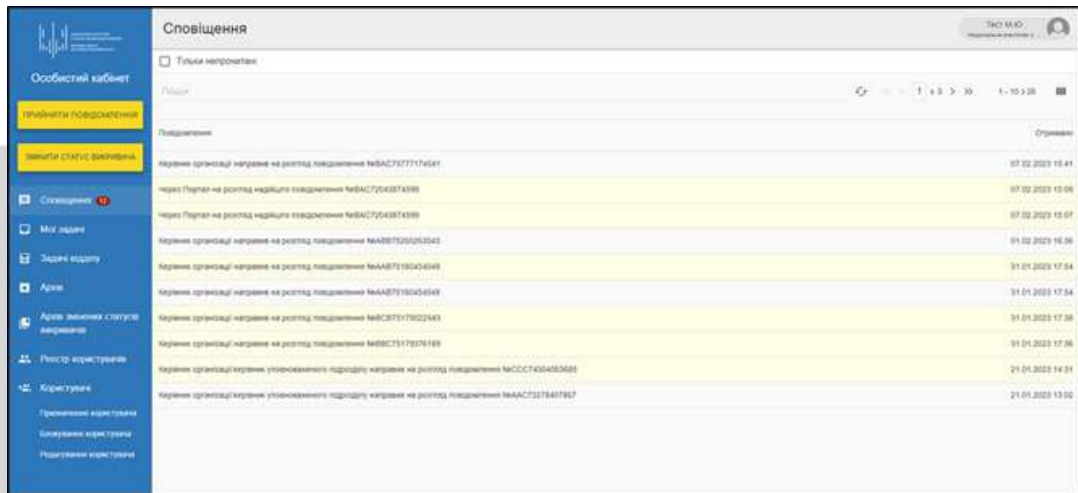 Сповіщення
Тест М.Ю.
Особистий кабінет
Тільки непрочитані
Пошук
1 з 3
1 - 10 з 28
ПРИЙНЯТИ ПОВІДОМЛЕННЯ
ЗМІНИТИ СТАТУС ВИКРИВАЧА
Повідомлення
Отримано
Керівник організації направив на розгляд повідомлення
07.02.2023 15:41
Через Портал на розгляд надійшло повідомлення
07.02.2023 15:09
Через Портал на розгляд надійшло повідомлення
07.02.2023 15:07
Керівник організації направив на розгляд повідомлення
01.02.2023 16:36
Керівник організації направив на розгляд повідомлення
31.01.2023 17:54
Керівник організації направив на розгляд повідомлення
31.01.2023 17:54
Керівник організації направив на розгляд повідомлення
31.01.2023 17:38
Керівник організації направив на розгляд повідомлення
31.01.2023 17:36
Керівник організації/керівник уповноваженого підрозділу направив на розгляд повідомлення
21.01.2023 14:31
Керівник організації/керівник уповноваженого підрозділу направив на розгляд повідомлення
21.01.2023 13:02
Сповіщення 12
Мої задачі
Задачі відділу
Архів
Архів змінених статусів
викривачів
Реєстр користувачів
Користувачі
Призначення користувача
Блокування користувача
Редагування користувача